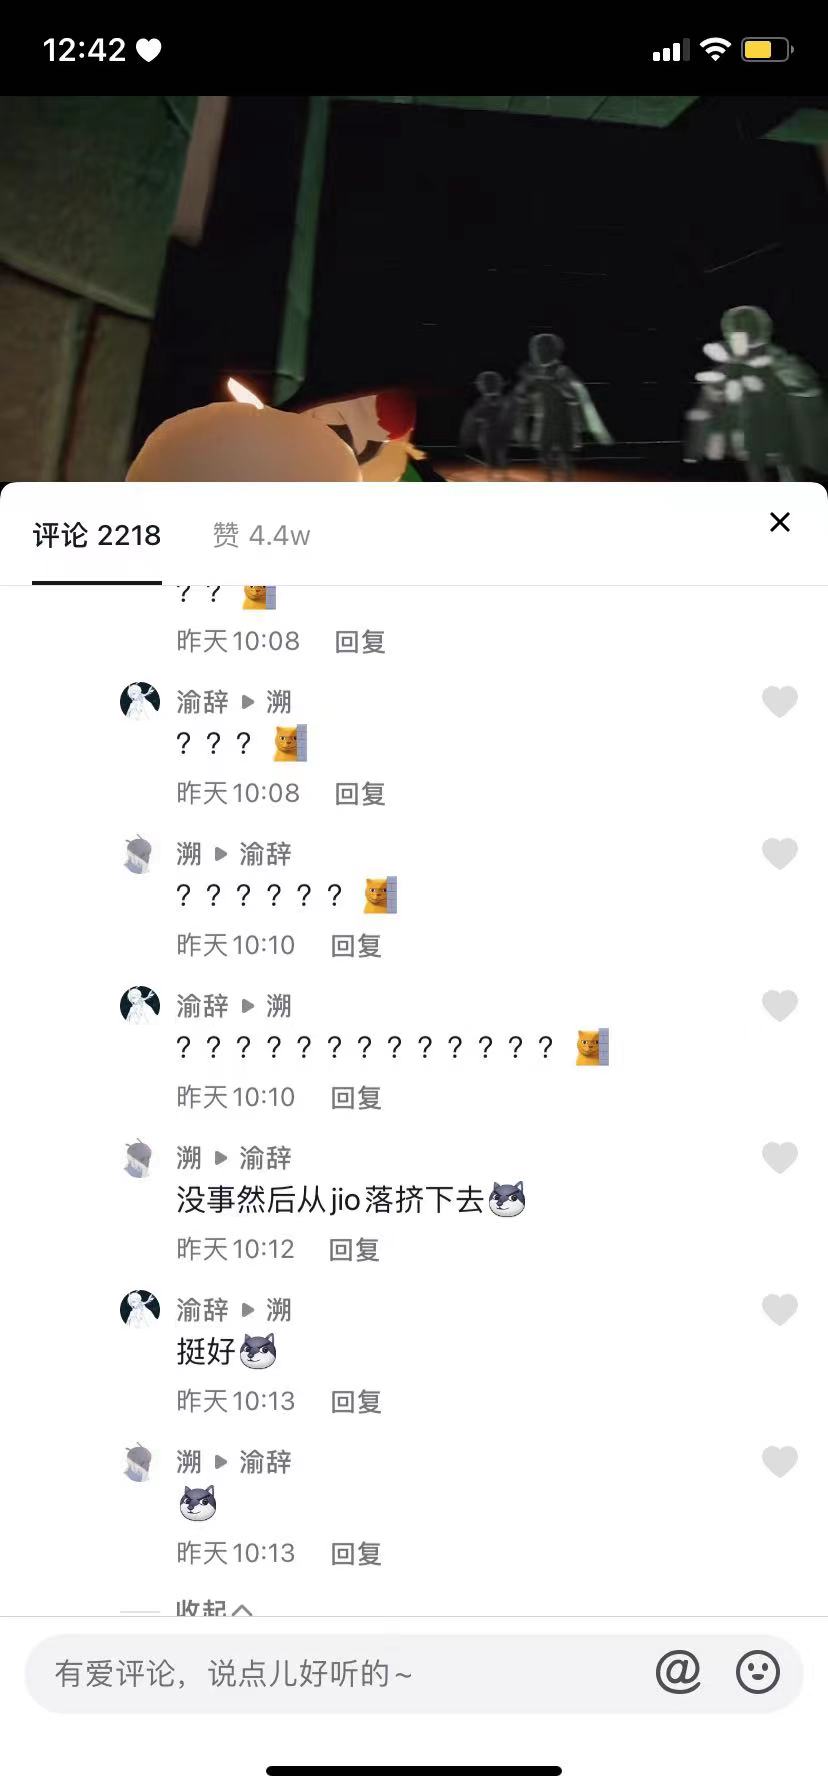 12:42
评论 2218 赞 4.4w
？？
昨天10:08 回复
渝辞 ▶ 溯
？？？
昨天10:08 回复
溯 ▶ 渝辞
？？？？？？
昨天10:10 回复
渝辞 ▶ 溯
？？？？？？？？？？？？？
昨天10:10 回复
溯 ▶ 渝辞
没事然后从jio落挤下去
昨天10:12 回复
渝辞 ▶ 溯
挺好
昨天10:13 回复
溯 ▶ 渝辞
昨天10:13 回复
收起
有爱评论，说点儿好听的~